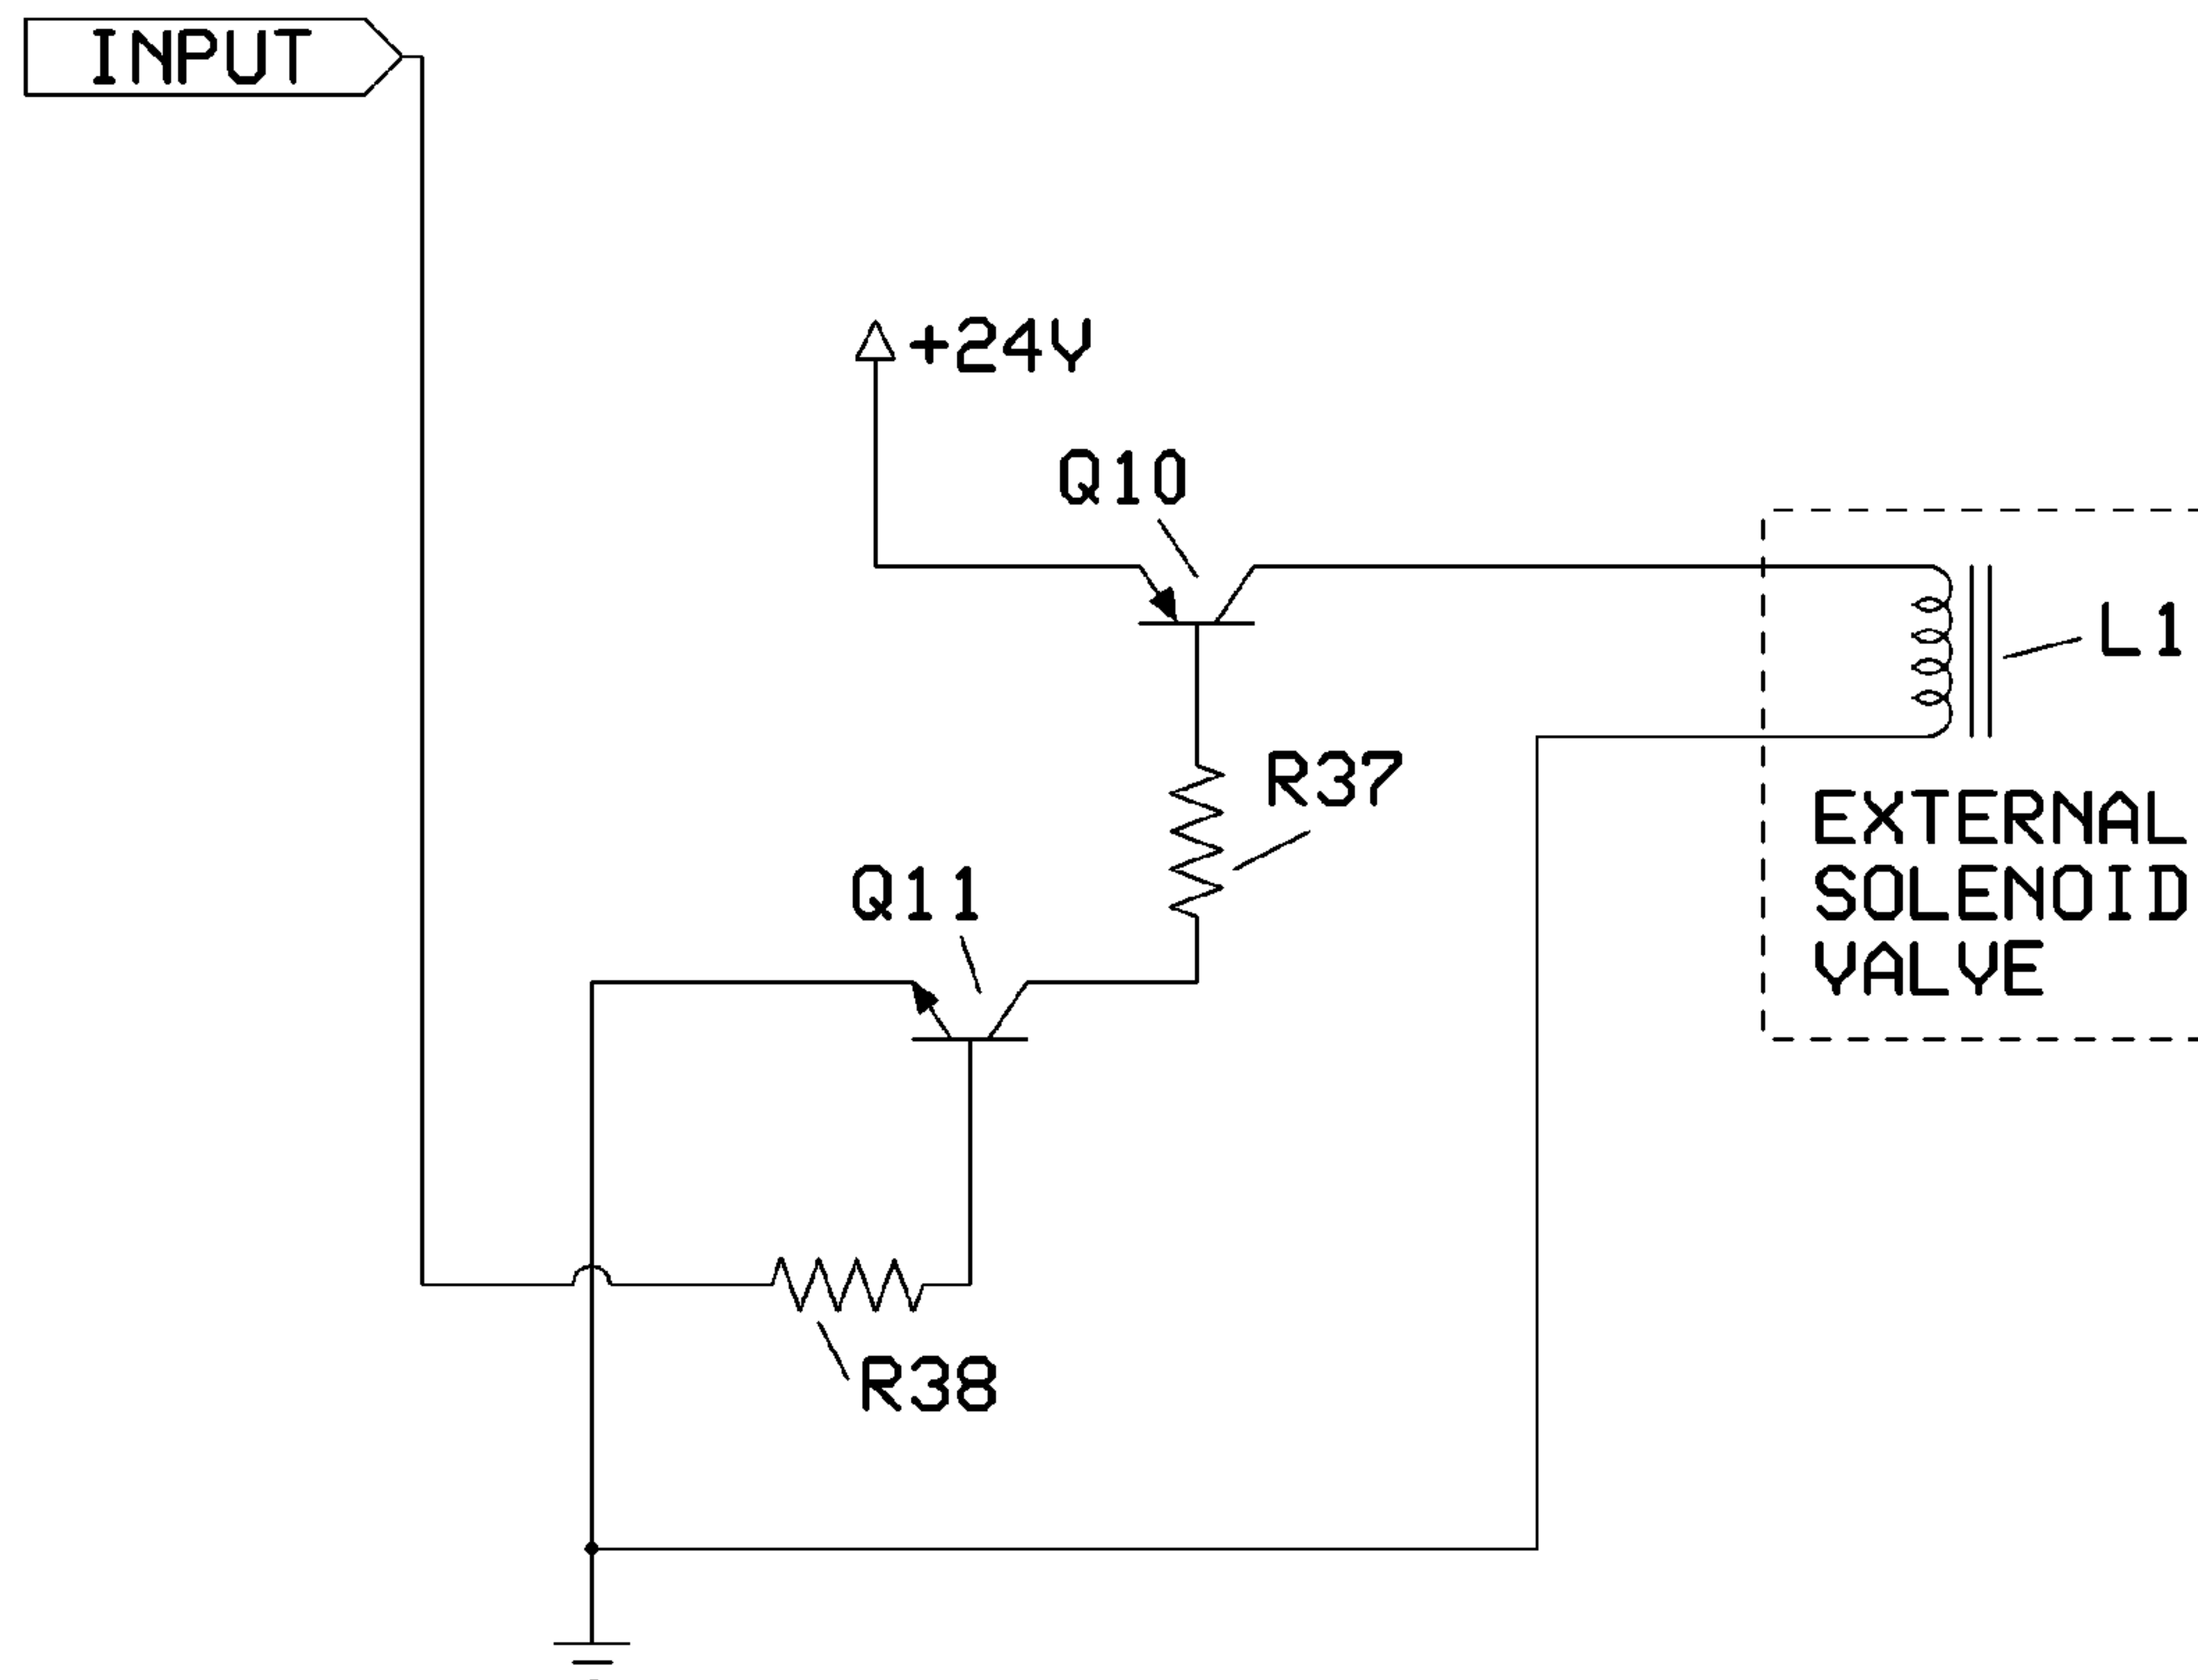 INPUT
+24V
Q10
L1
R37
EXTERNAL
SOLENOID
VALVE
Q11
R38